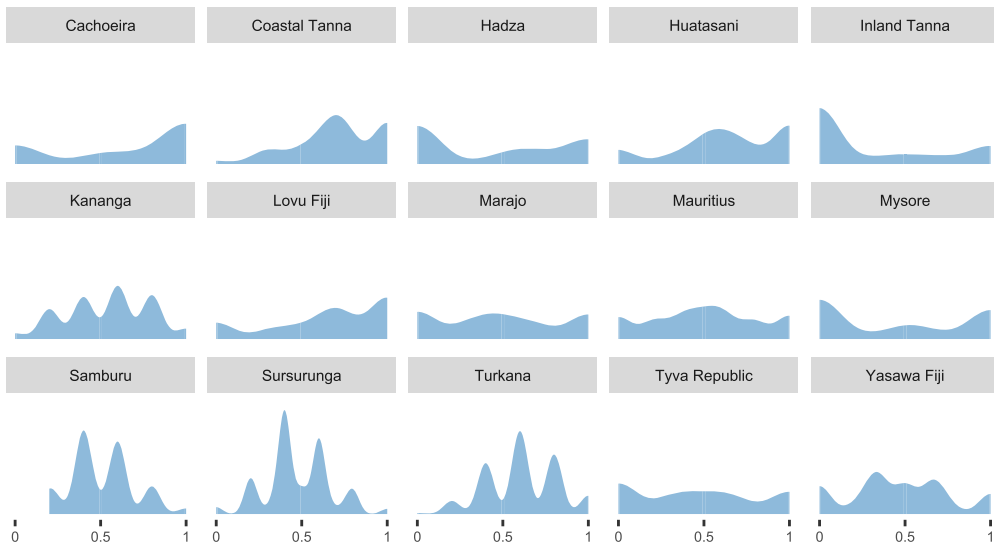 Cachoeira
Coastal Tanna
Hadza
Huatasani
Inland Tanna
Kananga
Lovu Fiji
Marajo
Mauritius
Mysore
Samburu
Sursurunga
Turkana
Tyva Republic
Yasawa Fiji
0 0.5 1 0 0.5 1 0 0.5 1 0 0.5 1 0 0.5 1